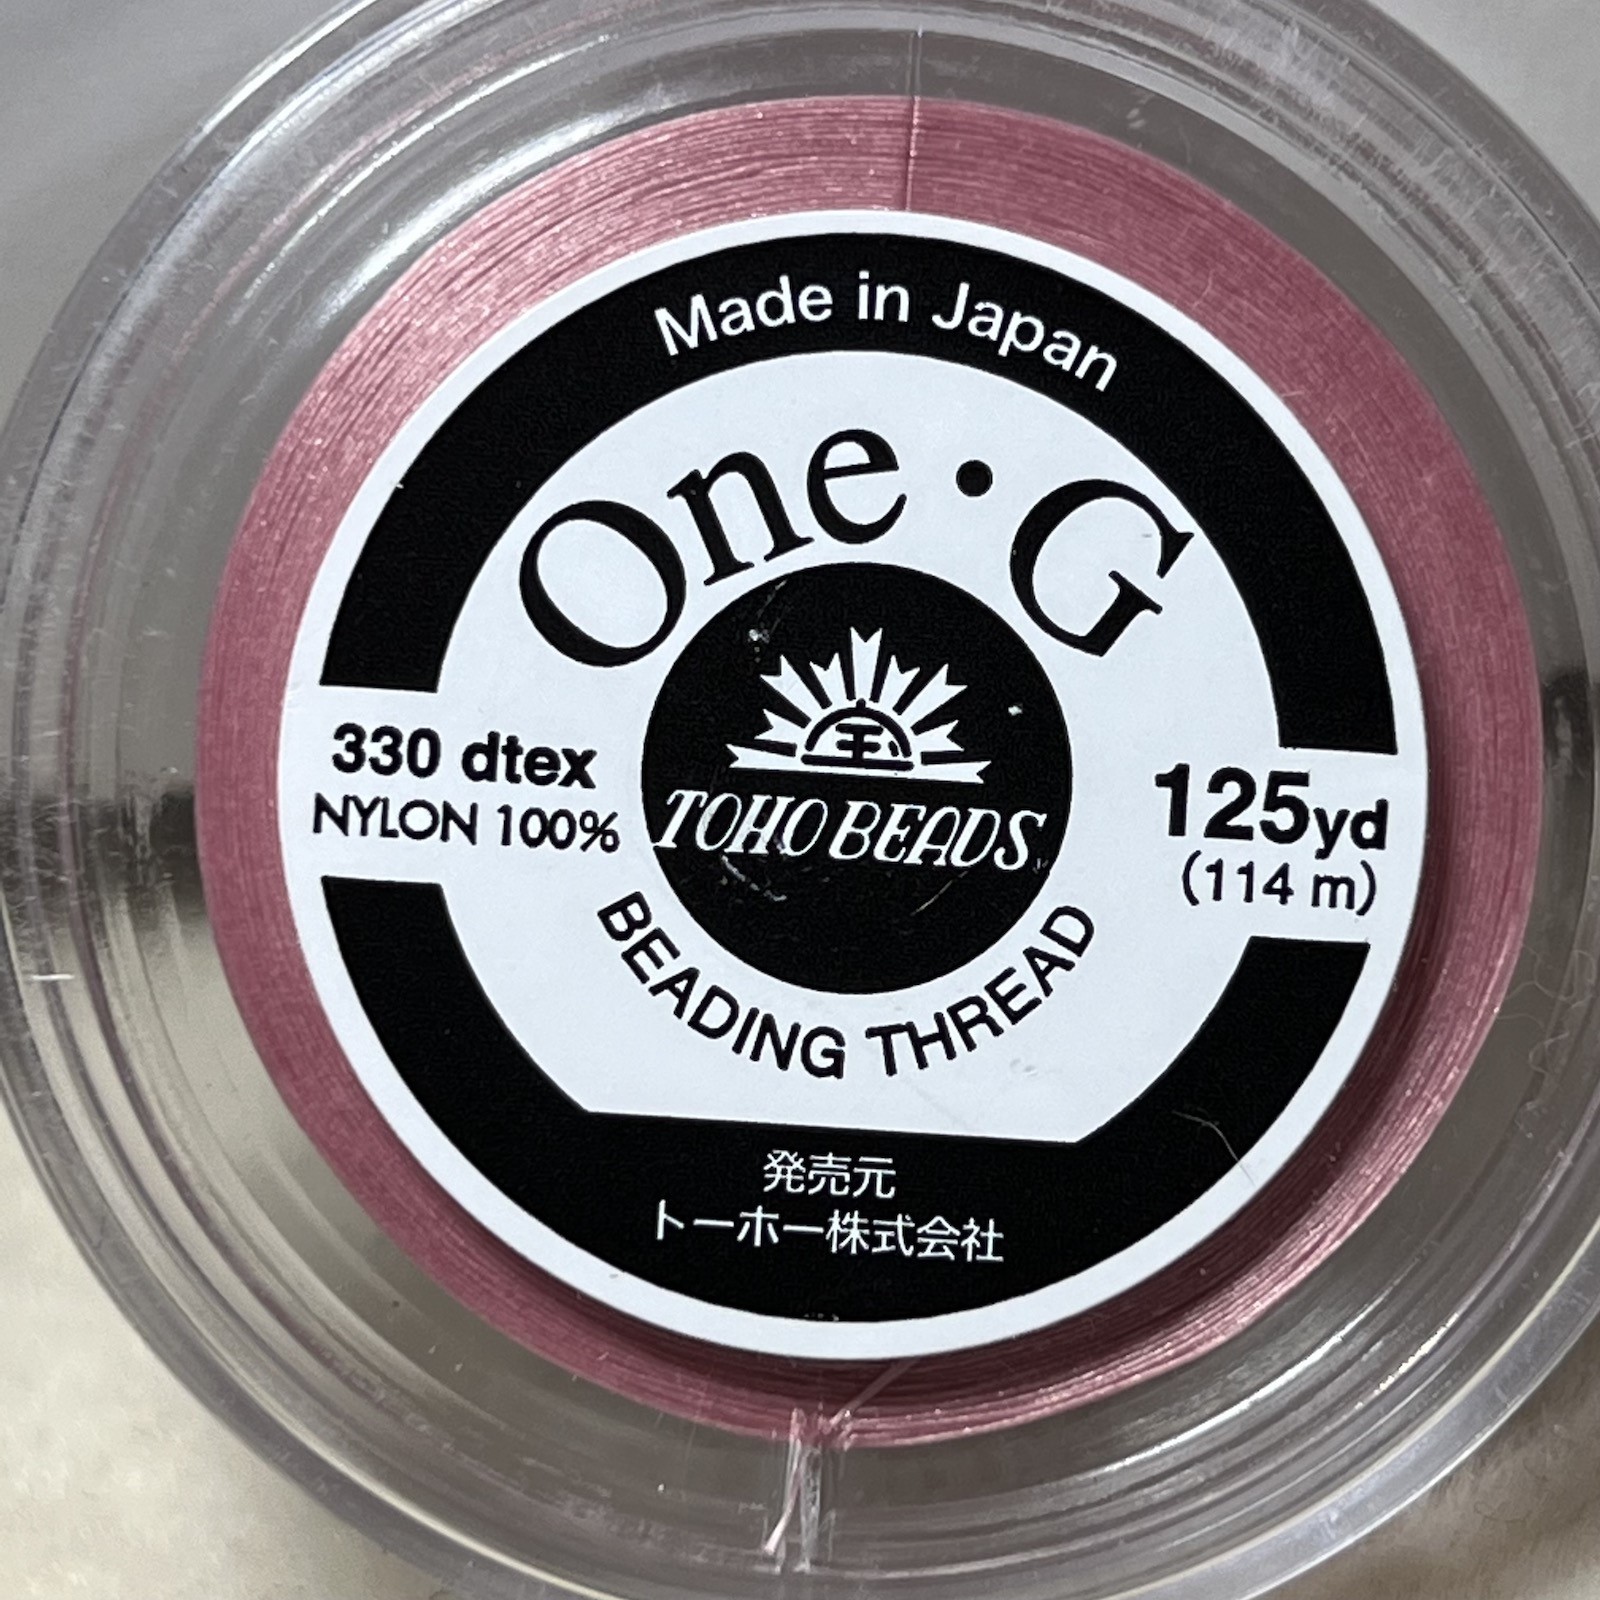 Made in Japan
One・G
330 dtex
NYLON 100%
玉
TOHO BEADS
125yd
(114 m)
BEADING THREAD
発売元
トーホー株式会社